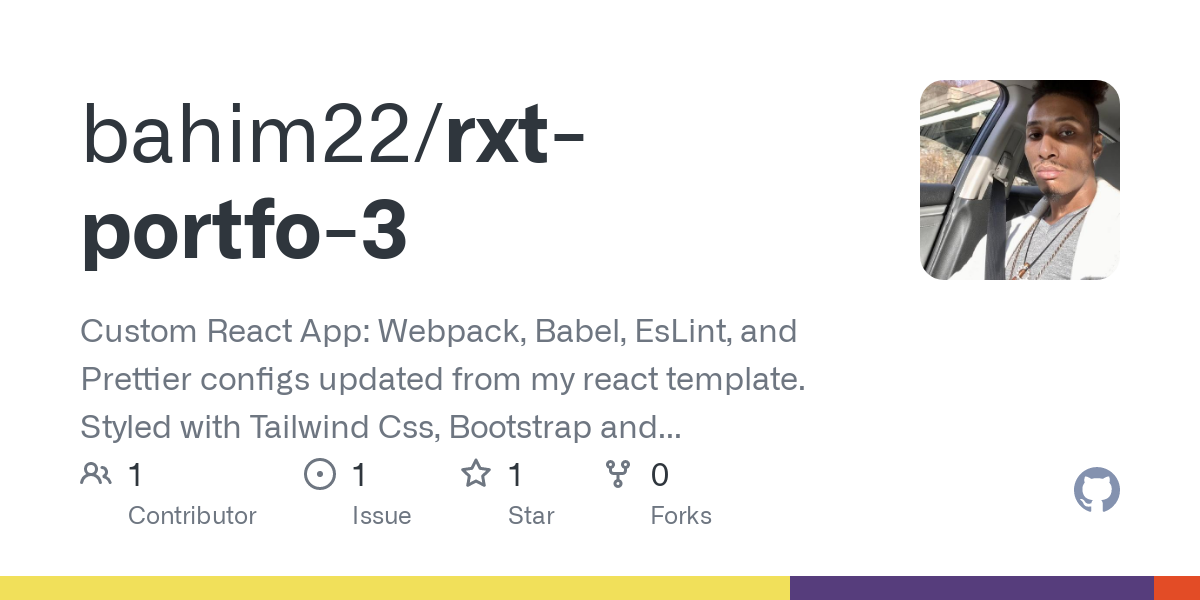 bahim22/rxt-
portfo-3
Custom React App: Webpack, Babel, EsLint, and
Prettier configs updated from my react template.
Styled with Tailwind Css, Bootstrap and...
1 1 1 0
Contributor Issue Star Forks